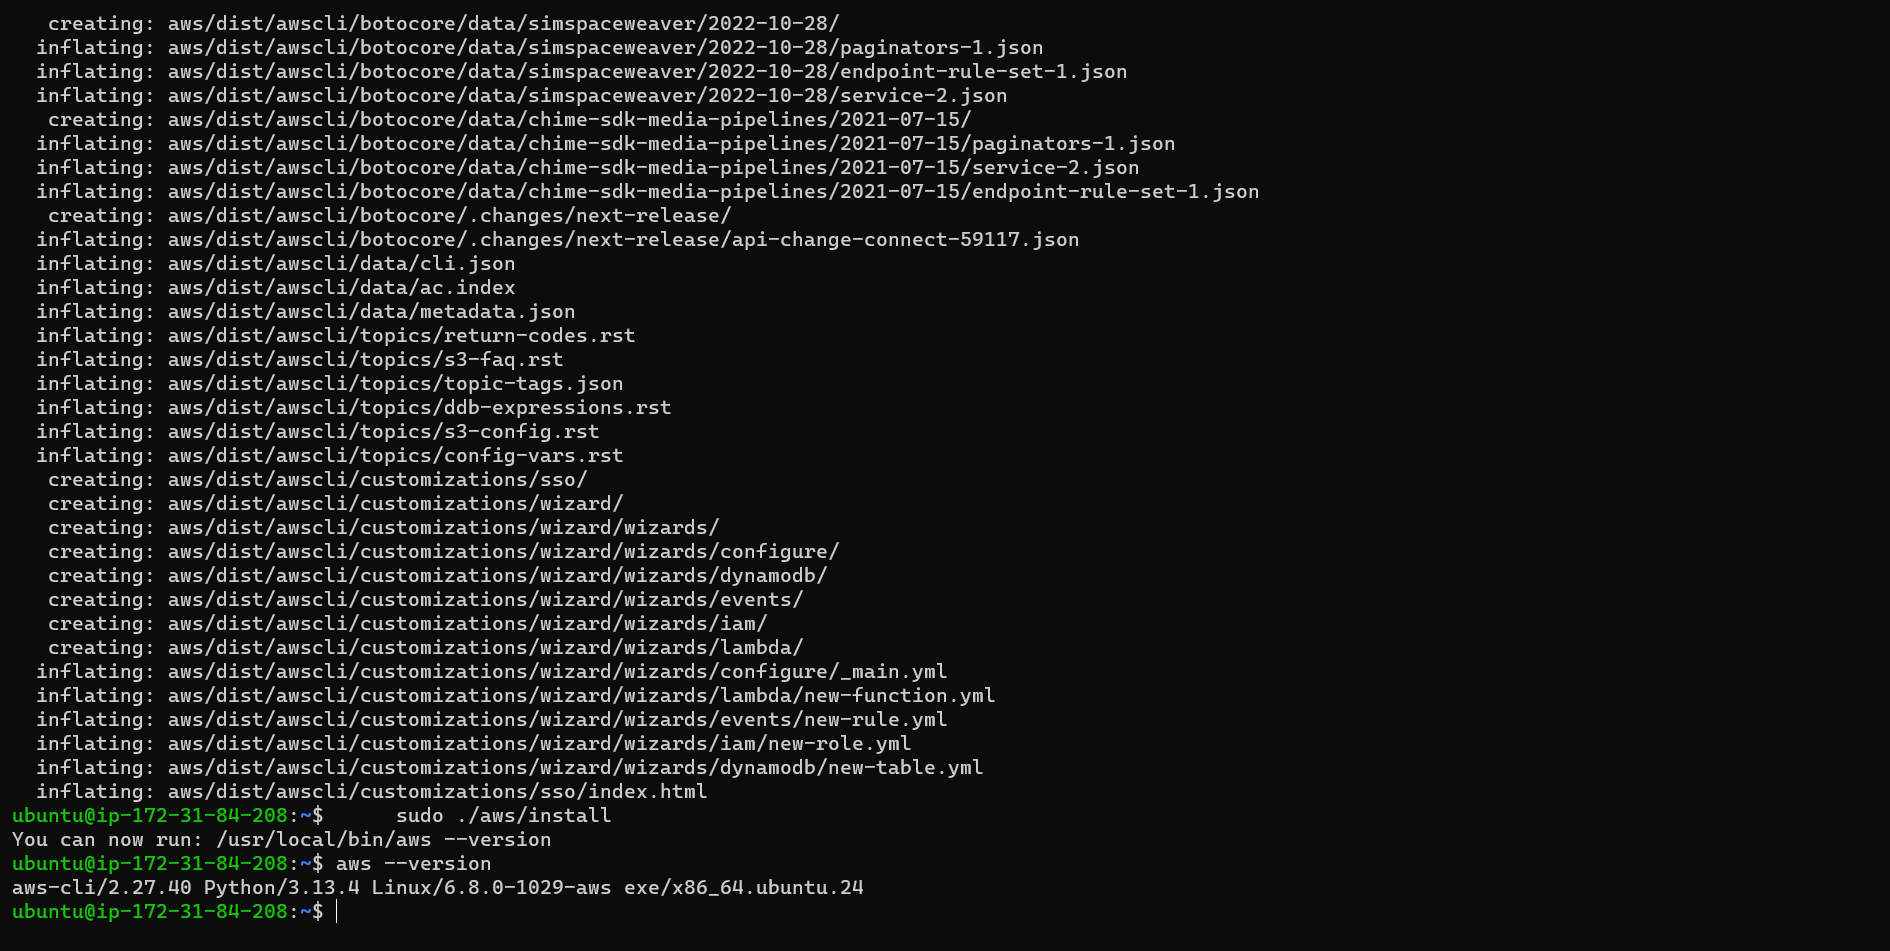 creating: aws/dist/awscli/botocore/data/simspaceweaver/2022-10-28/
  inflating: aws/dist/awscli/botocore/data/simspaceweaver/2022-10-28/paginators-1.json
  inflating: aws/dist/awscli/botocore/data/simspaceweaver/2022-10-28/endpoint-rule-set-1.json
  inflating: aws/dist/awscli/botocore/data/simspaceweaver/2022-10-28/service-2.json
   creating: aws/dist/awscli/botocore/data/chime-sdk-media-pipelines/2021-07-15/
  inflating: aws/dist/awscli/botocore/data/chime-sdk-media-pipelines/2021-07-15/paginators-1.json
  inflating: aws/dist/awscli/botocore/data/chime-sdk-media-pipelines/2021-07-15/service-2.json
  inflating: aws/dist/awscli/botocore/data/chime-sdk-media-pipelines/2021-07-15/endpoint-rule-set-1.json
   creating: aws/dist/awscli/botocore/.changes/next-release/
  inflating: aws/dist/awscli/botocore/.changes/next-release/api-change-connect-59117.json
  inflating: aws/dist/awscli/data/cli.json
  inflating: aws/dist/awscli/data/ac.index
  inflating: aws/dist/awscli/data/metadata.json
  inflating: aws/dist/awscli/topics/return-codes.rst
  inflating: aws/dist/awscli/topics/s3-faq.rst
  inflating: aws/dist/awscli/topics/topic-tags.json
  inflating: aws/dist/awscli/topics/ddb-expressions.rst
  inflating: aws/dist/awscli/topics/s3-config.rst
  inflating: aws/dist/awscli/topics/config-vars.rst
   creating: aws/dist/awscli/customizations/sso/
   creating: aws/dist/awscli/customizations/wizard/
   creating: aws/dist/awscli/customizations/wizard/wizards/
   creating: aws/dist/awscli/customizations/wizard/wizards/configure/
   creating: aws/dist/awscli/customizations/wizard/wizards/dynamodb/
   creating: aws/dist/awscli/customizations/wizard/wizards/events/
   creating: aws/dist/awscli/customizations/wizard/wizards/iam/
   creating: aws/dist/awscli/customizations/wizard/wizards/lambda/
  inflating: aws/dist/awscli/customizations/wizard/wizards/configure/_main.yml
  inflating: aws/dist/awscli/customizations/wizard/wizards/lambda/new-function.yml
  inflating: aws/dist/awscli/customizations/wizard/wizards/events/new-rule.yml
  inflating: aws/dist/awscli/customizations/wizard/wizards/iam/new-role.yml
  inflating: aws/dist/awscli/customizations/wizard/wizards/dynamodb/new-table.yml
  inflating: aws/dist/awscli/customizations/sso/index.html
ubuntu@ip-172-31-84-208:~$      sudo ./aws/install
You can now run: /usr/local/bin/aws --version
ubuntu@ip-172-31-84-208:~$ aws --version
aws-cli/2.27.40 Python/3.13.4 Linux/6.8.0-1029-aws exe/x86_64.ubuntu.24
ubuntu@ip-172-31-84-208:~$